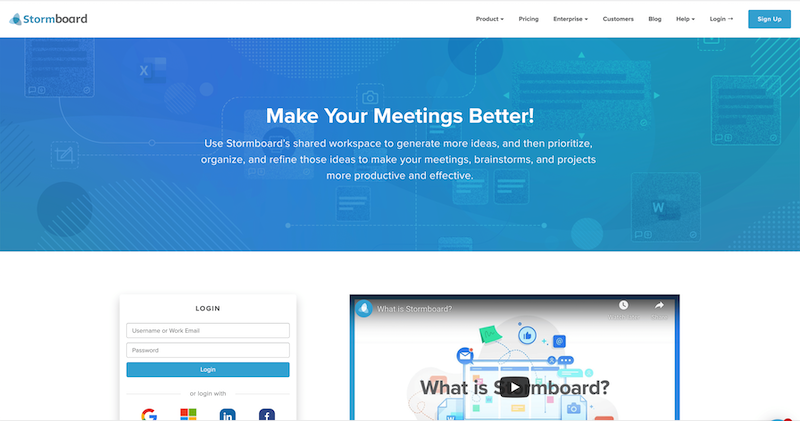 Stormboard
Product
Pricing
Enterprise
Customers
Blog
Help
Login →
Sign Up
X
Make Your Meetings Better!
Use Stormboard's shared workspace to generate more ideas, and then prioritize,
organize, and refine those ideas to make your meetings, brainstorms, and projects
more productive and effective.
W
LOGIN
Username or Work Email
Password
Login
or login with
What is Stormboard?
What is Stormboard?